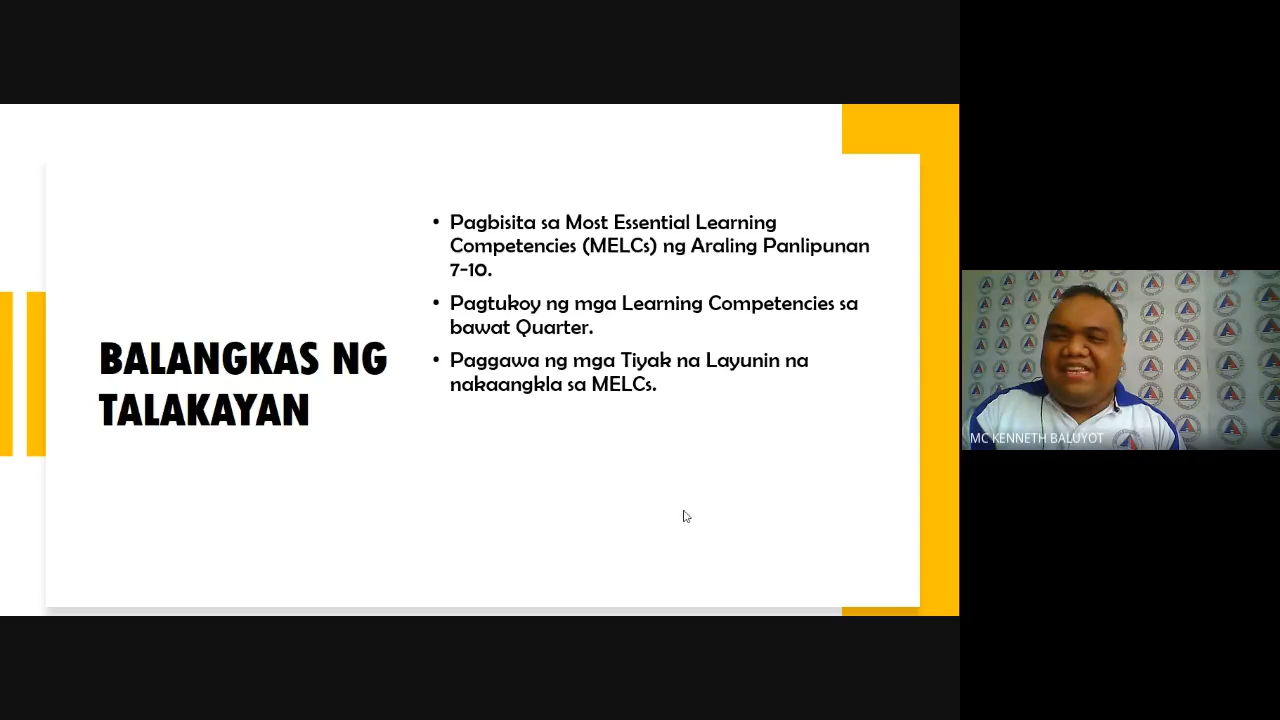 BALANGKAS NG
TALAKAYAN
• Pagbisita sa Most Essential Learning
Competencies (MELCs) ng Araling Panlipunan
7-10.
• Pagtukoy ng mga Learning Competencies sa
bawat Quarter.
• Paggawa ng mga Tiyak na Layunin na
nakaangkla sa MELCs.
MC KENNETH BALUYOT